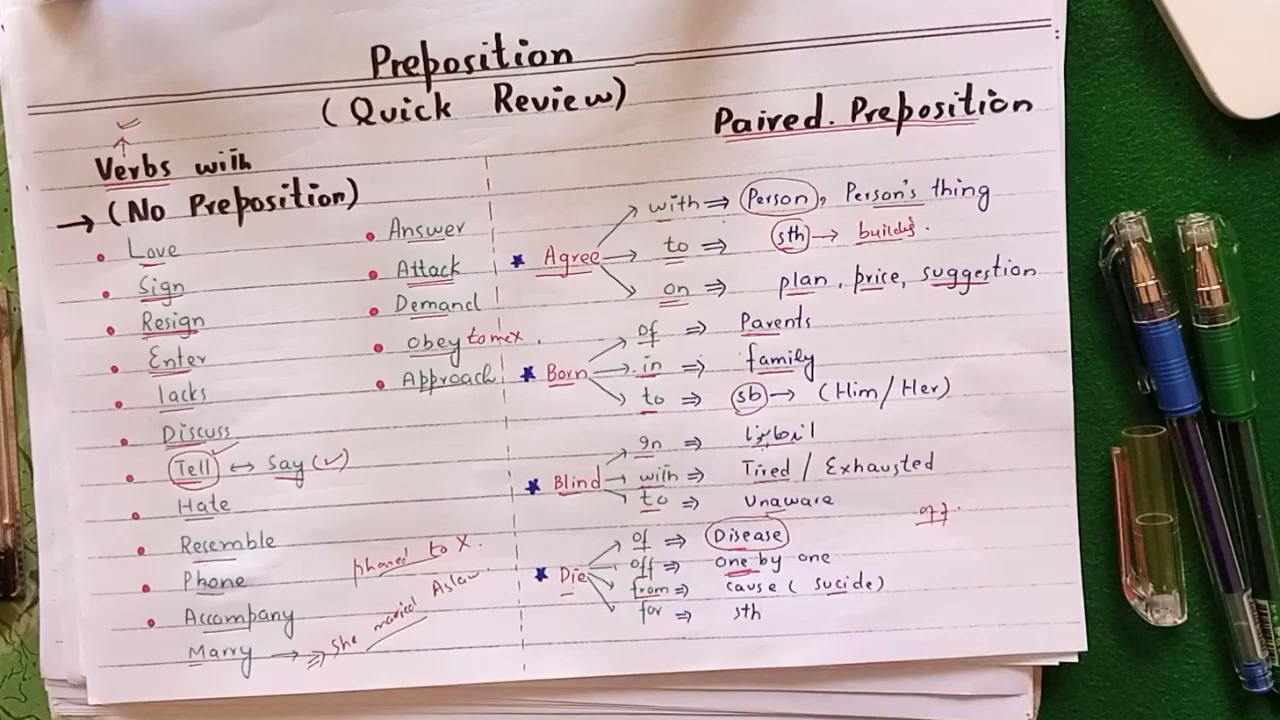 Preposition
(Quick Review)
Verbs with
→ (No Preposition)
• Love
• Sign
• Resign
• Enter
• lacks
• Discuss
• Tell ↔ Say (✓)
• Hate
• Resemble
• Phone
phoned to X.
• Accompany
Marry → ⇒ She married Aslam.
• Answer
• Attack
• Demand
• obey to mex.
• Approach
Paired Preposition
★ Agree
with ⇒ Person, Person's thing
to ⇒ sth →
on ⇒ plan, price, suggestion
★ Born
of ⇒ Parents
in ⇒ family
to ⇒ sb → (Him/Her)
★ Blind
in ⇒
with ⇒ Tired / Exhausted
to ⇒ Unaware
★ Die
of ⇒ Disease
off ⇒ one by one
from ⇒ cause (sucide)
for ⇒ sth